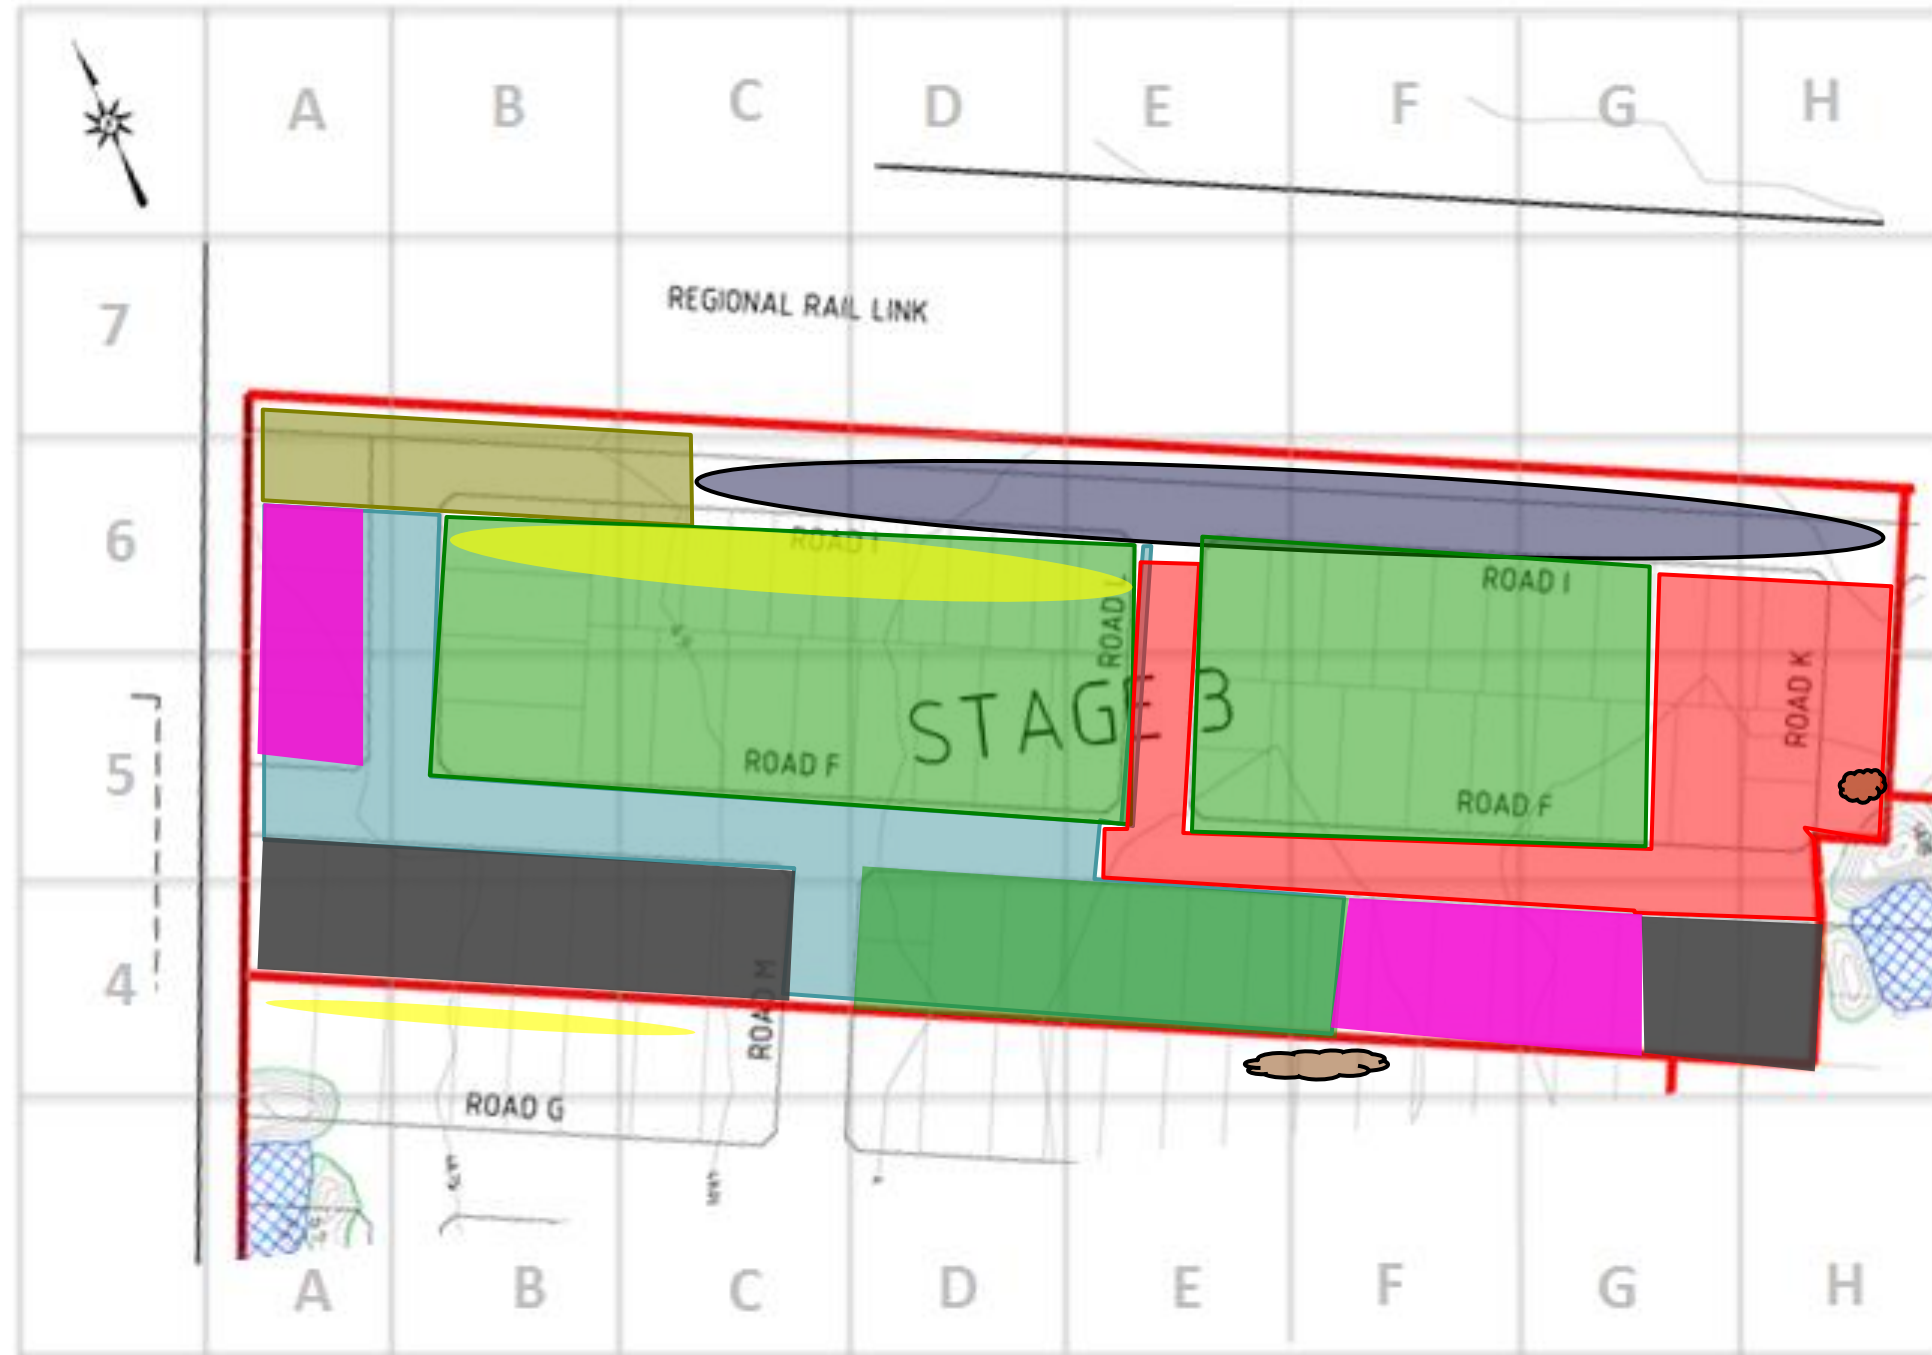 A B C D E F G H
7
REGIONAL RAIL LINK
6
ROAD I
ROAD I
ROAD
STAGE 3
ROAD K
5
ROAD F
ROAD F
4
ROAD M
ROAD G
A B C D E F G H